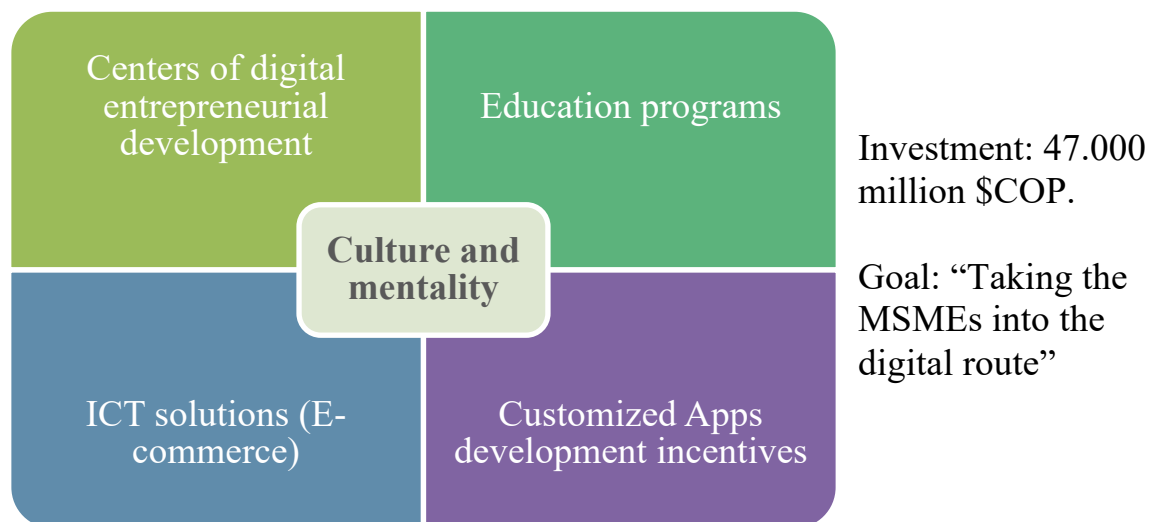 Centers of digital
entrepreneurial
development
Education programs
Culture and
mentality
ICT solutions (E-
commerce)
Customized Apps
development incentives
Investment: 47.000
million $COP.
Goal: “Taking the
MSMEs into the
digital route”